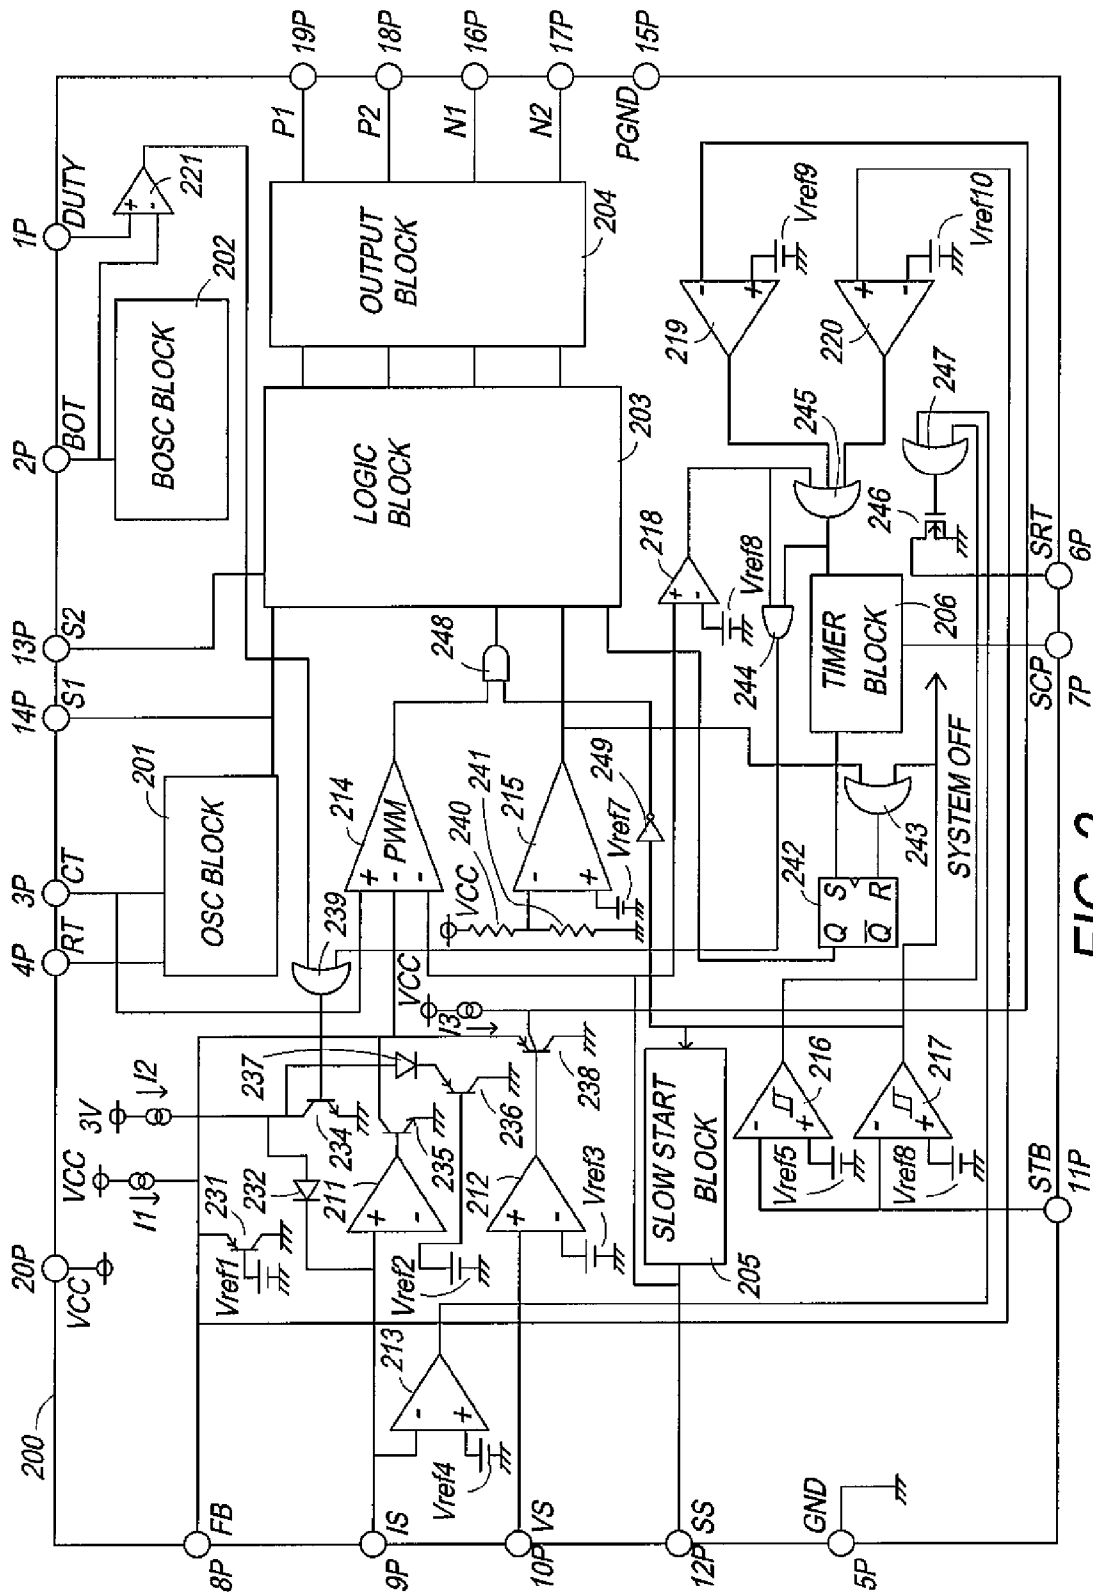 200
20P
VCC
VCC
I1
3V
I2
4P
RT
3P
CT
14P
S1
13P
S2
2P
BOT
1P
DUTY
OSC BLOCK
201
BOSC BLOCK
202
+
-
221
8P
FB
Vref1
231
232
234
237
239
LOGIC
BLOCK
203
OUTPUT
BLOCK
204
P1
19P
P2
18P
N1
16P
N2
17P
PGND
15P
9P
IS
+
-
211
235
236
Vref2
-
+
213
Vref4
+
-
-
PWM
214
248
VCC
I3
238
10P
VS
+
-
212
Vref3
VCC
240
241
-
+
215
Vref7
249
12P
SS
SLOW START
BLOCK
205
+
-
218
Vref8
244
245
-
+
219
Vref9
+
-
220
Vref10
247
246
5P
GND
-
+
216
Vref5
-
+
217
Vref8
242
Q
S
Q
R
243
TIMER
BLOCK
206
SYSTEM OFF
STB
11P
SCP
7P
SRT
6P
FIG. 2